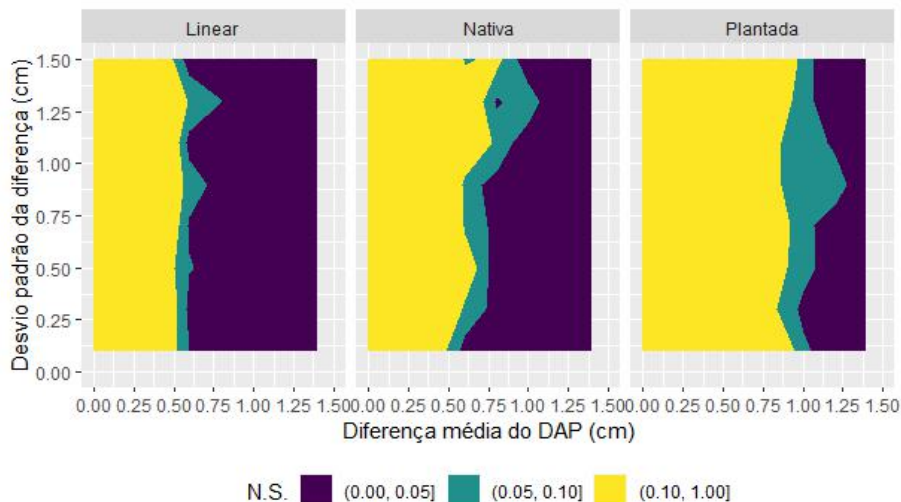 Linear Nativa Plantada
Desvio padrão da diferença (cm)
1.50
1.25
1.00
0.75
0.50
0.25
0.00
0.00 0.25 0.50 0.75 1.00 1.25 1.50 0.00 0.25 0.50 0.75 1.00 1.25 1.50 0.00 0.25 0.50 0.75 1.00 1.25 1.50
Diferença média do DAP (cm)
N.S. (0.00, 0.05] (0.05, 0.10] (0.10, 1.00]